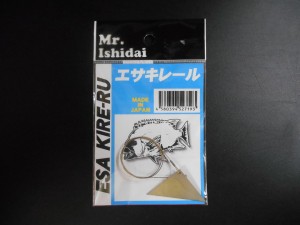 Mr.
Ishidai
エサキレール
ESA KIRE-RU
MADE
IN
JAPAN